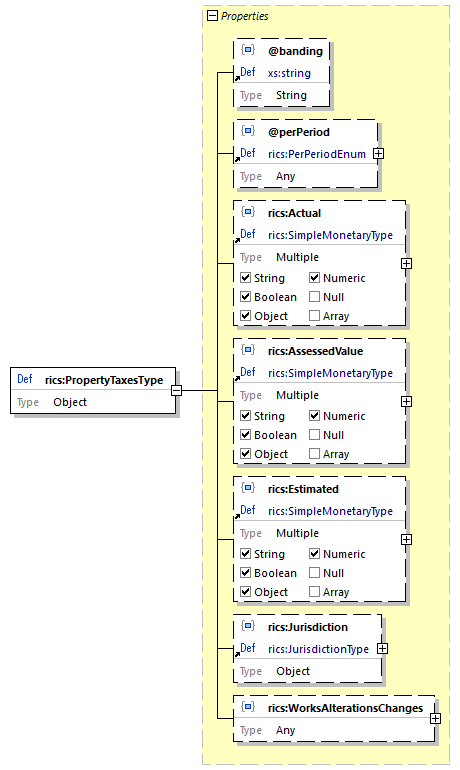 Properties
@banding
Def xs:string
Type String
@perPeriod
Def rics:PerPeriodEnum
Type Any
rics:Actual
Def rics:SimpleMonetaryType
Type Multiple
String Numeric
Boolean Null
Object Array
rics:AssessedValue
Def rics:SimpleMonetaryType
Type Multiple
String Numeric
Boolean Null
Object Array
Def rics:PropertyTaxesType
Type Object
rics:Estimated
Def rics:SimpleMonetaryType
Type Multiple
String Numeric
Boolean Null
Object Array
rics:Jurisdiction
Def rics:JurisdictionType
Type Object
rics:WorksAlterationsChanges
Type Any